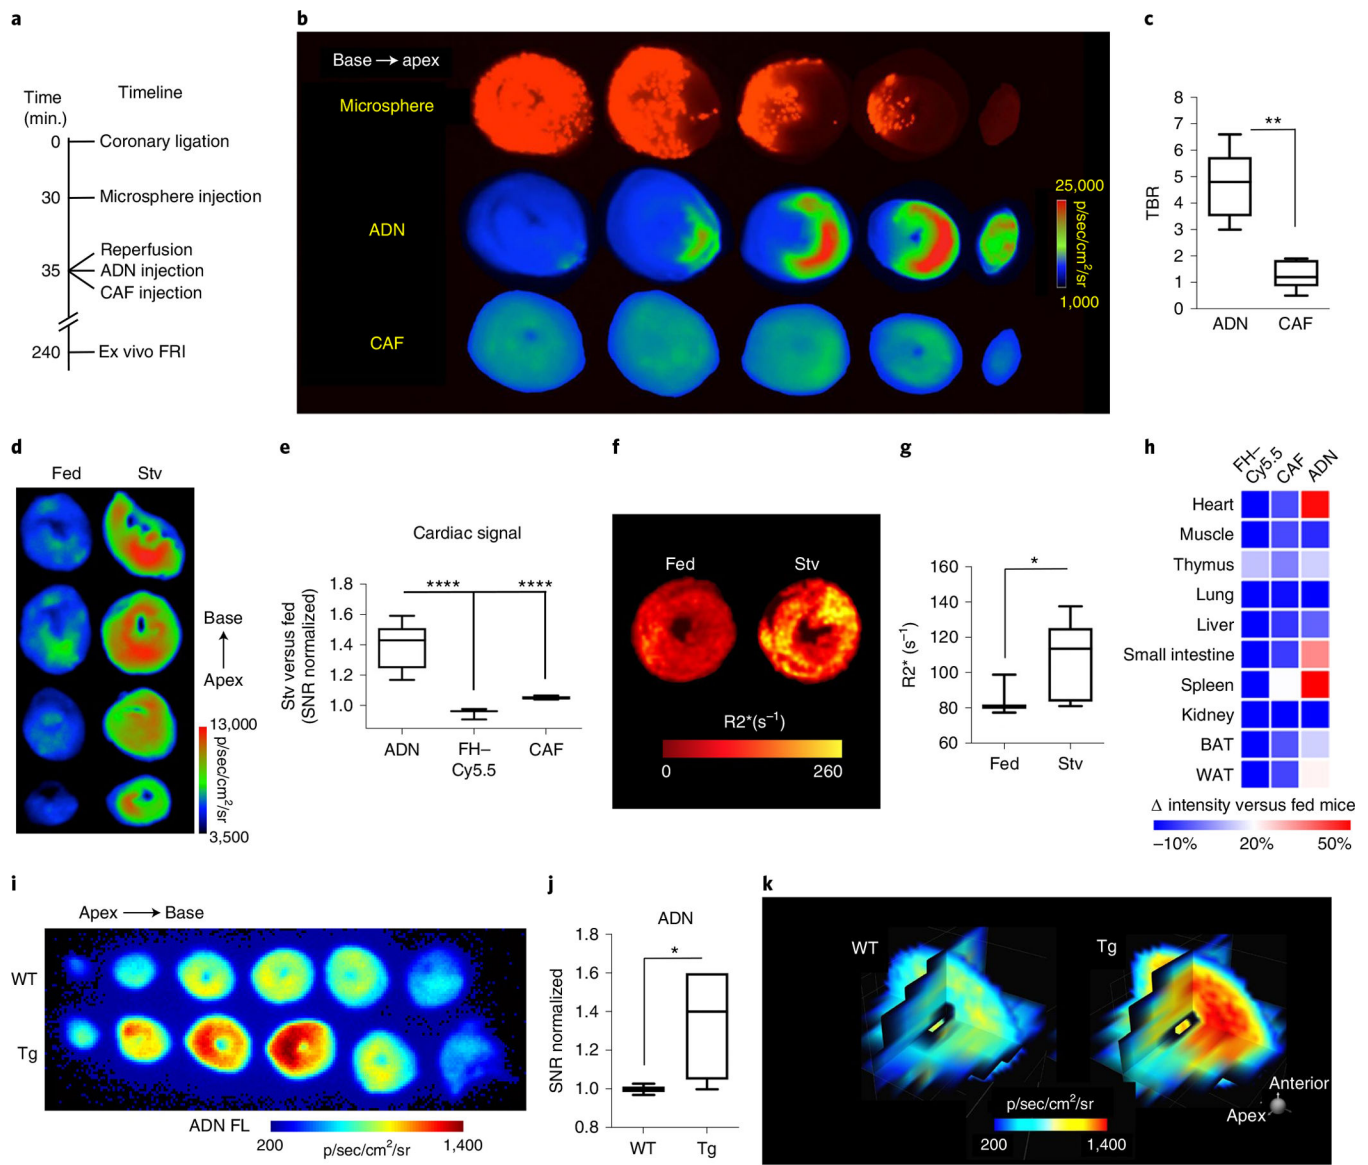 a
Time
(min.)
Timeline
0
Coronary ligation
30
Microsphere injection
35
Reperfusion
ADN injection
CAF injection
240
Ex vivo FRI
b
Base → apex
Microsphere
ADN
CAF
25,000
p/sec/cm²/sr
1,000
c
TBR
8
7
6
5
4
3
2
1
0
**
ADN
CAF
d
Fed
Stv
Base
Apex
13,000
p/sec/cm²/sr
3,500
e
Cardiac signal
Stv versus fed
(SNR normalized)
1.8
1.6
1.4
1.2
1.0
****
****
ADN
FH–
Cy5.5
CAF
f
Fed
Stv
R2*(s⁻¹)
0
260
g
R2* (s⁻¹)
160
140
120
100
80
60
*
Fed
Stv
h
FH–
Cy5.5
CAF
ADN
Heart
Muscle
Thymus
Lung
Liver
Small intestine
Spleen
Kidney
BAT
WAT
Δ intensity versus fed mice
–10%
20%
50%
i
Apex → Base
WT
Tg
ADN FL
200
p/sec/cm²/sr
1,400
j
ADN
SNR normalized
1.8
1.6
1.4
1.2
1.0
0.8
*
WT
Tg
k
WT
Tg
p/sec/cm²/sr
200
1,400
Anterior
Apex